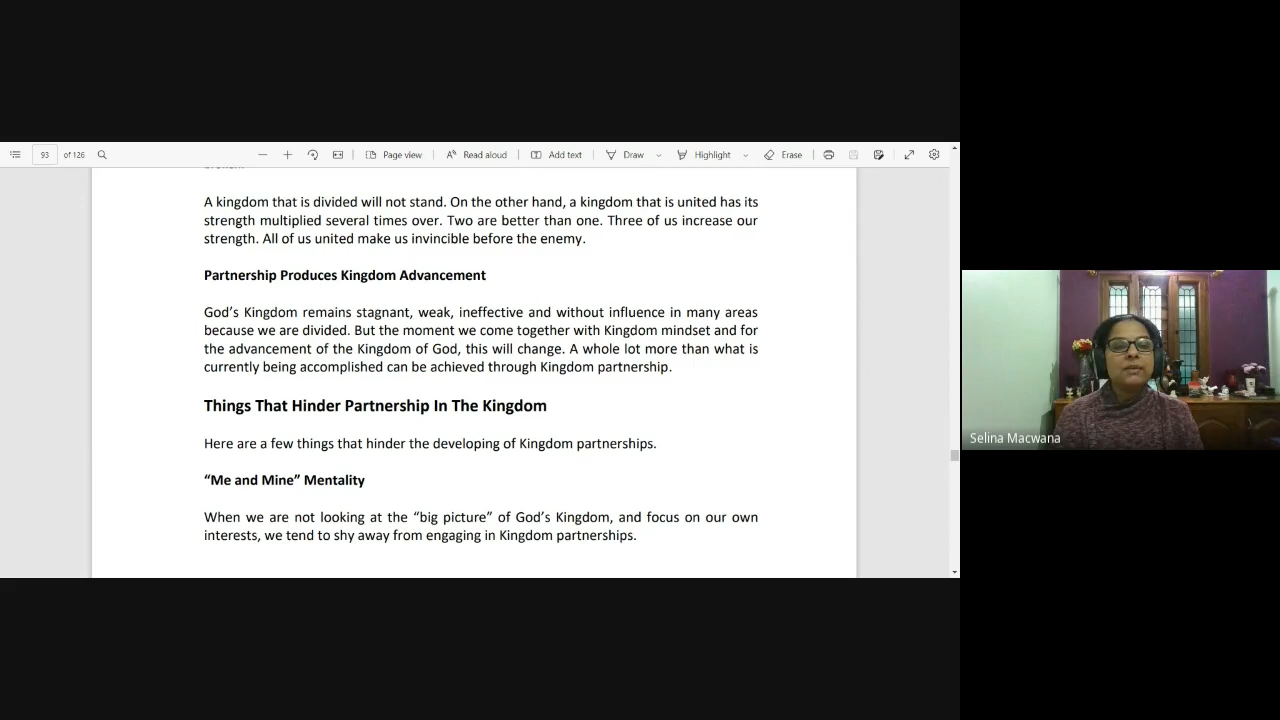 93 of 126 Page view Read aloud Add text Draw Highlight Erase
A kingdom that is divided will not stand. On the other hand, a kingdom that is united has its
strength multiplied several times over. Two are better than one. Three of us increase our
strength. All of us united make us invincible before the enemy.
Partnership Produces Kingdom Advancement
God’s Kingdom remains stagnant, weak, ineffective and without influence in many areas
because we are divided. But the moment we come together with Kingdom mindset and for
the advancement of the Kingdom of God, this will change. A whole lot more than what is
currently being accomplished can be achieved through Kingdom partnership.
Things That Hinder Partnership In The Kingdom
Here are a few things that hinder the developing of Kingdom partnerships.
“Me and Mine” Mentality
When we are not looking at the “big picture” of God’s Kingdom, and focus on our own
interests, we tend to shy away from engaging in Kingdom partnerships.
Selina Macwana